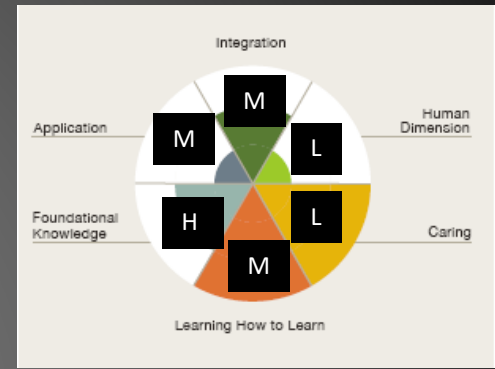 Integration
M
Application
M
Human
Dimension
L
Foundational
Knowledge
H
L
Caring
M
Learning How to Learn